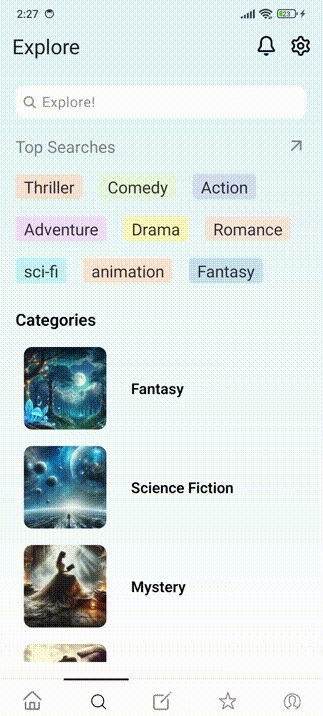 2:27
823
Explore
Explore!
Top Searches
Thriller Comedy Action
Adventure Drama Romance
sci-fi animation Fantasy
Categories
Fantasy
Science Fiction
Mystery